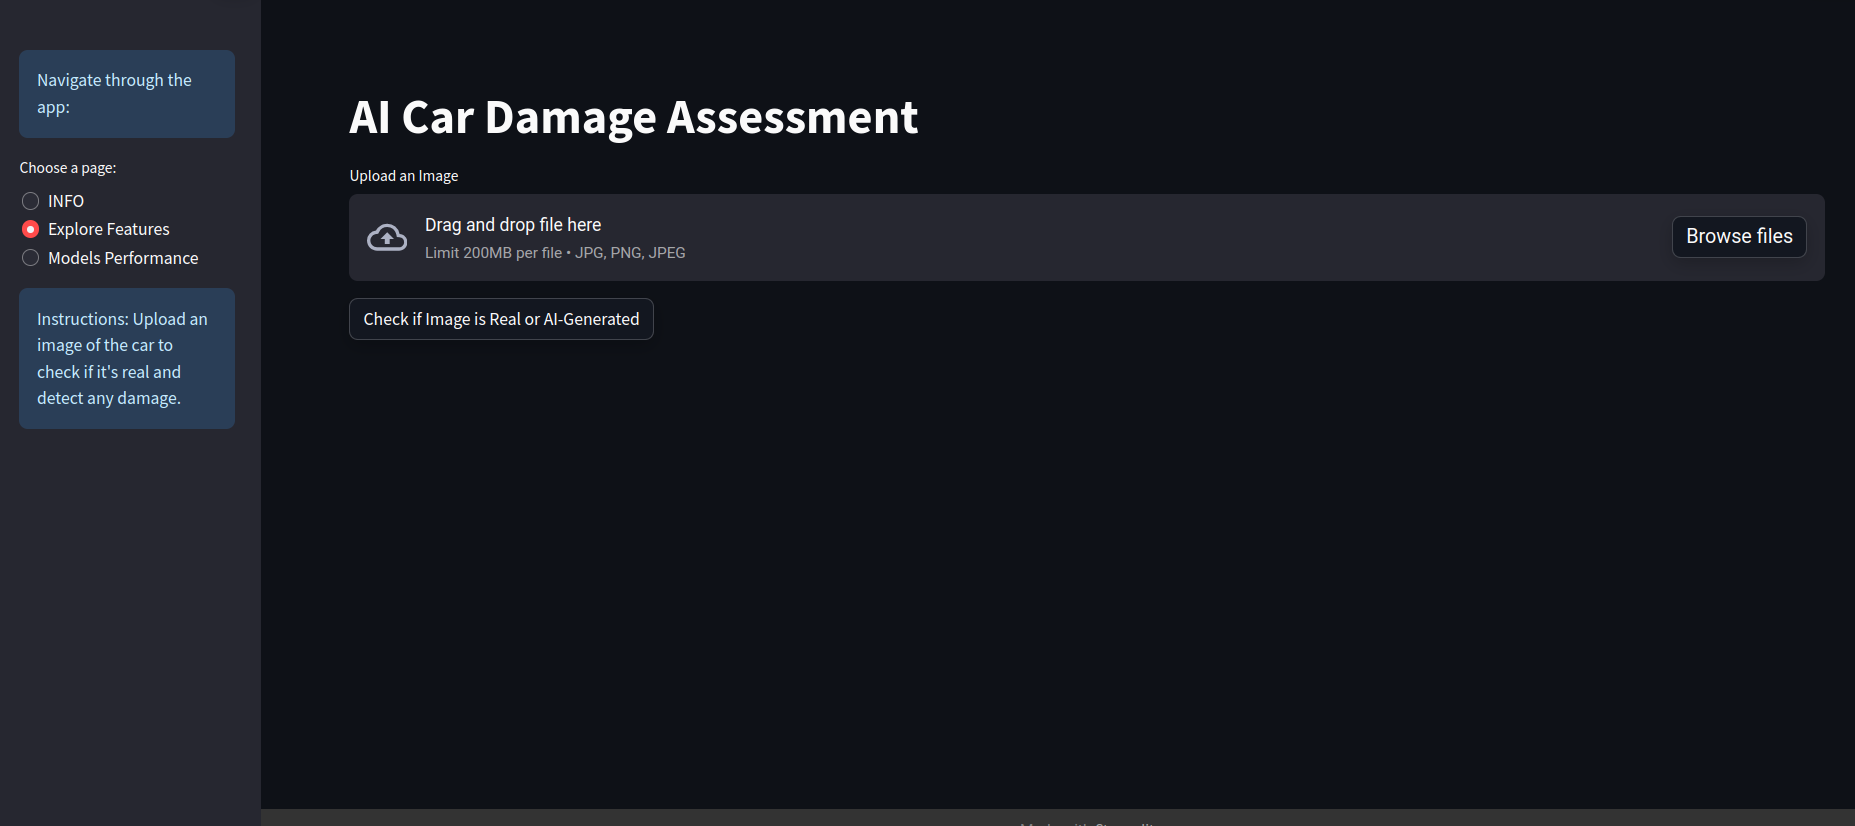 Navigate through the
app:
Choose a page:
INFO
Explore Features
Models Performance
Instructions: Upload an
image of the car to
check if it's real and
detect any damage.
AI Car Damage Assessment
Upload an Image
Drag and drop file here
Limit 200MB per file • JPG, PNG, JPEG
Browse files
Check if Image is Real or AI-Generated